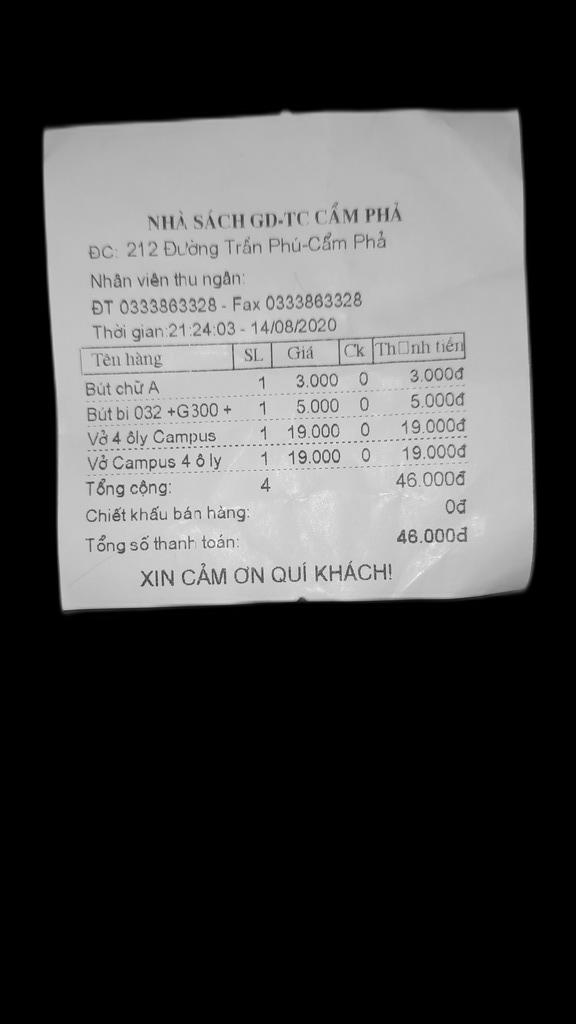 NHÀ SÁCH GD-TC CẨM PHẢ
ĐC: 212 Đường Trần Phú-Cẩm Phả
Nhân viên thu ngân:
ĐT 0333863328 - Fax 0333863328
Thời gian:21:24:03 - 14/08/2020
Tên hàng SL Giá Ck Th□nh tiền
Bút chữ A 1 3.000 0 3.000đ
Bút bi 032 +G300 + 1 5.000 0 5.000đ
Vở 4 ôly Campus 1 19.000 0 19.000đ
Vở Campus 4 ô ly 1 19.000 0 19.000đ
Tổng cộng: 4 46.000đ
Chiết khấu bán hàng: 0đ
Tổng số thanh toán: 46.000đ
XIN CẢM ƠN QUÍ KHÁCH!